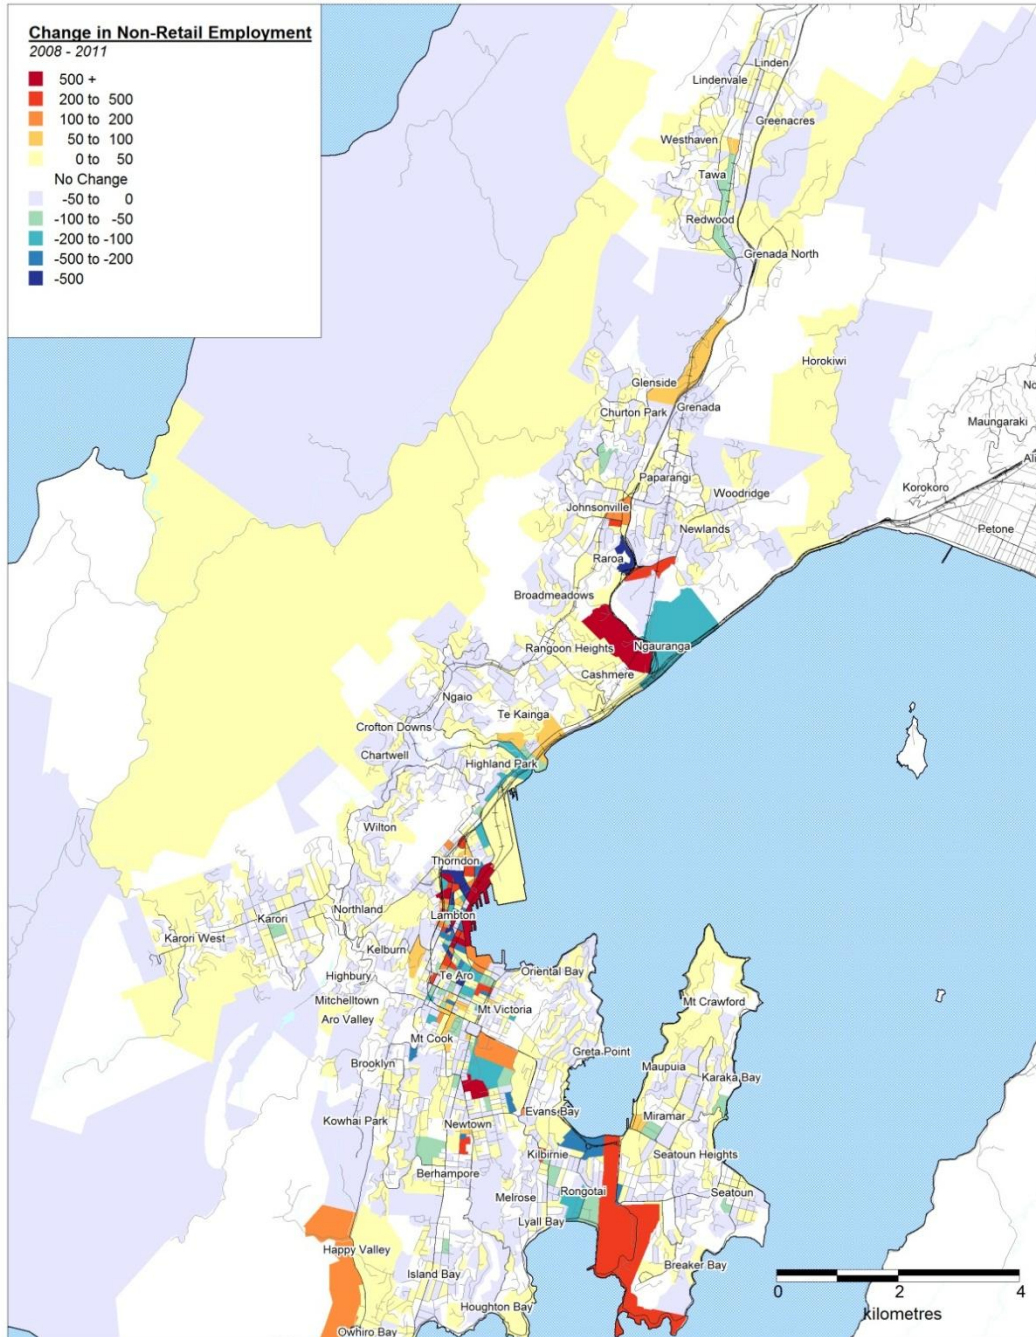 Change in Non-Retail Employment
2008 - 2011
500 +
200 to 500
100 to 200
50 to 100
0 to 50
No Change
-50 to 0
-100 to -50
-200 to -100
-500 to -200
-500
Linden
Lindenvale
Greenacres
Westhaven
Tawa
Redwood
Grenada North
Horokiwi
Glenside
Grenada
Churton Park
No
Maungaraki
Ali
Korokoro
Petone
Paparangi
Woodridge
Johnsonville
Newlands
Raroa
Broadmeadows
Rangoon Heights
Ngauranga
Cashmere
Ngaio
Te Kainga
Crofton Downs
Chartwell
Highland Park
Wilton
Thorndon
Northland
Lambton
Karori
Karori West
Kelburn
Highbury
Te Aro
Oriental Bay
Mitchelltown
Mt Victoria
Mt Crawford
Aro Valley
Mt Cook
Brooklyn
Greta Point
Maupuia
Karaka Bay
Kowhai Park
Evans Bay
Miramar
Newtown
Kilbirnie
Seatoun Heights
Berhampore
Melrose
Rongotai
Seatoun
Lyall Bay
Happy Valley
Island Bay
Breaker Bay
Houghton Bay
Owhiro Bay
0 2 4
kilometres